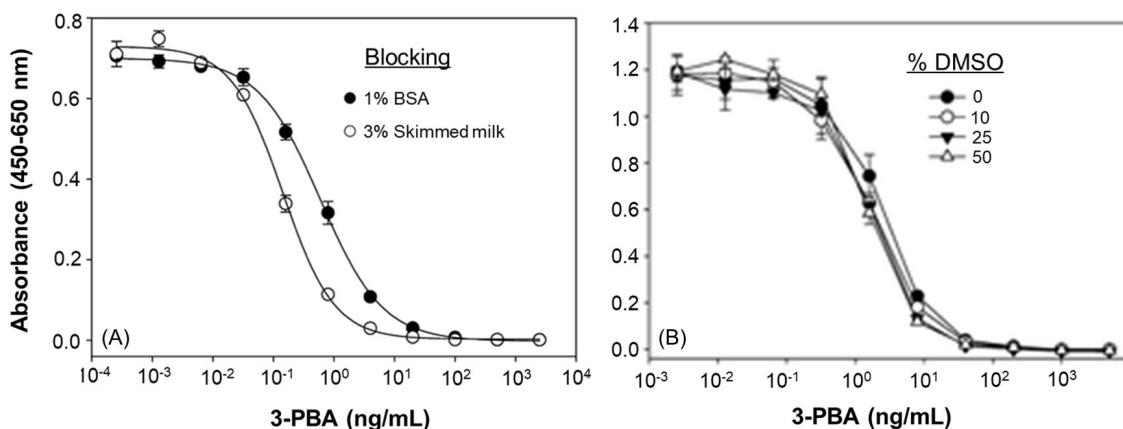 Absorbance (450-650 nm)
0.8
0.6
0.4
0.2
0.0
Blocking
1% BSA
3% Skimmed milk
(A)
10⁻⁴ 10⁻³ 10⁻² 10⁻¹ 10⁰ 10¹ 10² 10³ 10⁴
3-PBA (ng/mL)
1.4
1.2
1.0
0.8
0.6
0.4
0.2
0.0
% DMSO
0
10
25
50
(B)
10⁻³ 10⁻² 10⁻¹ 10⁰ 10¹ 10² 10³
3-PBA (ng/mL)